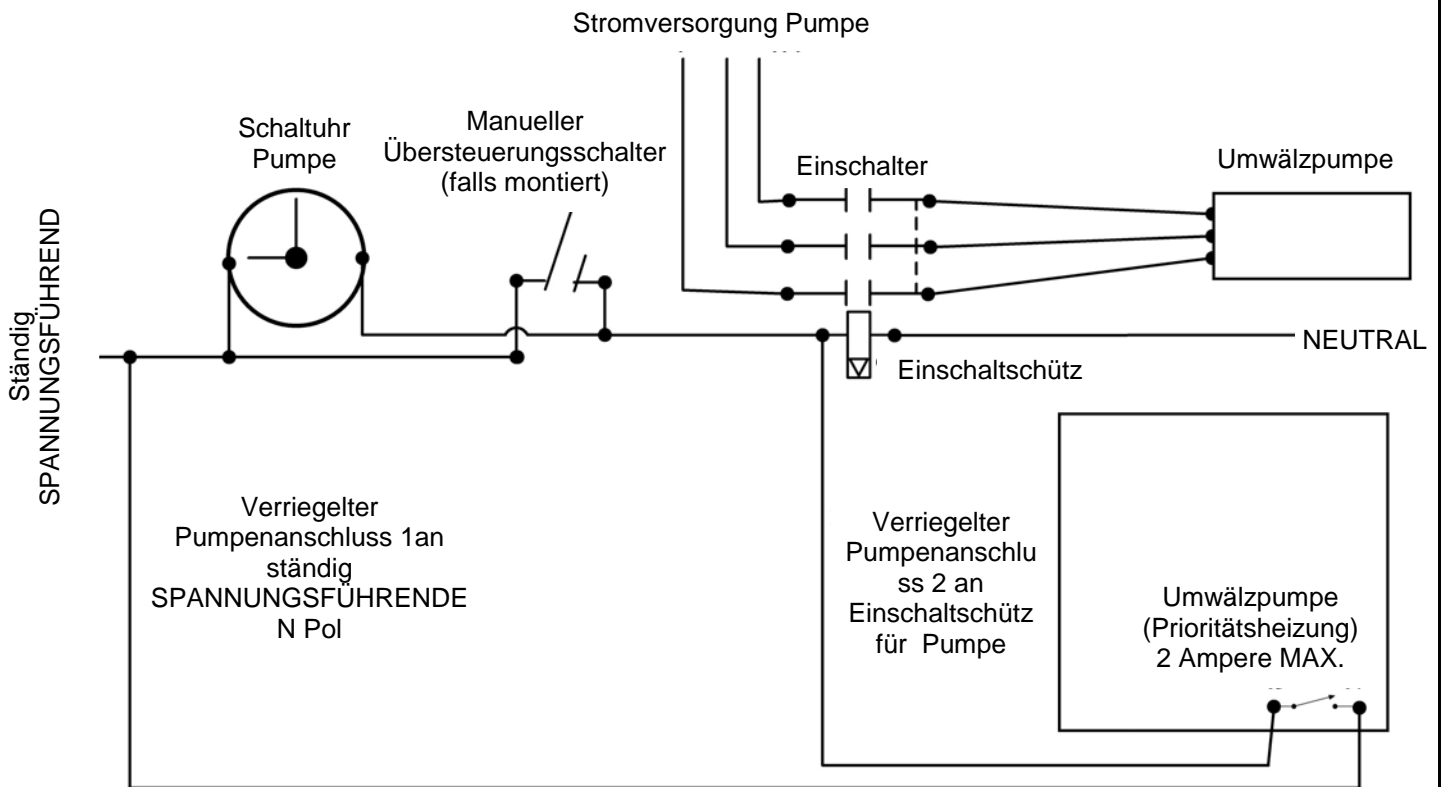 Stromversorgung Pumpe
Schaltuhr
Pumpe
Manueller
Übersteuerungsschalter
(falls montiert)
Einschalter
Umwälzpumpe
Ständig
SPANNUNGSFÜHREND
NEUTRAL
Einschaltschütz
Verriegelter
Pumpenanschluss 1an
ständig
SPANNUNGSFÜHRENDE
N Pol
Verriegelter
Pumpenanschlu
ss 2 an
Einschaltschütz
für Pumpe
Umwälzpumpe
(Prioritätsheizung)
2 Ampere MAX.